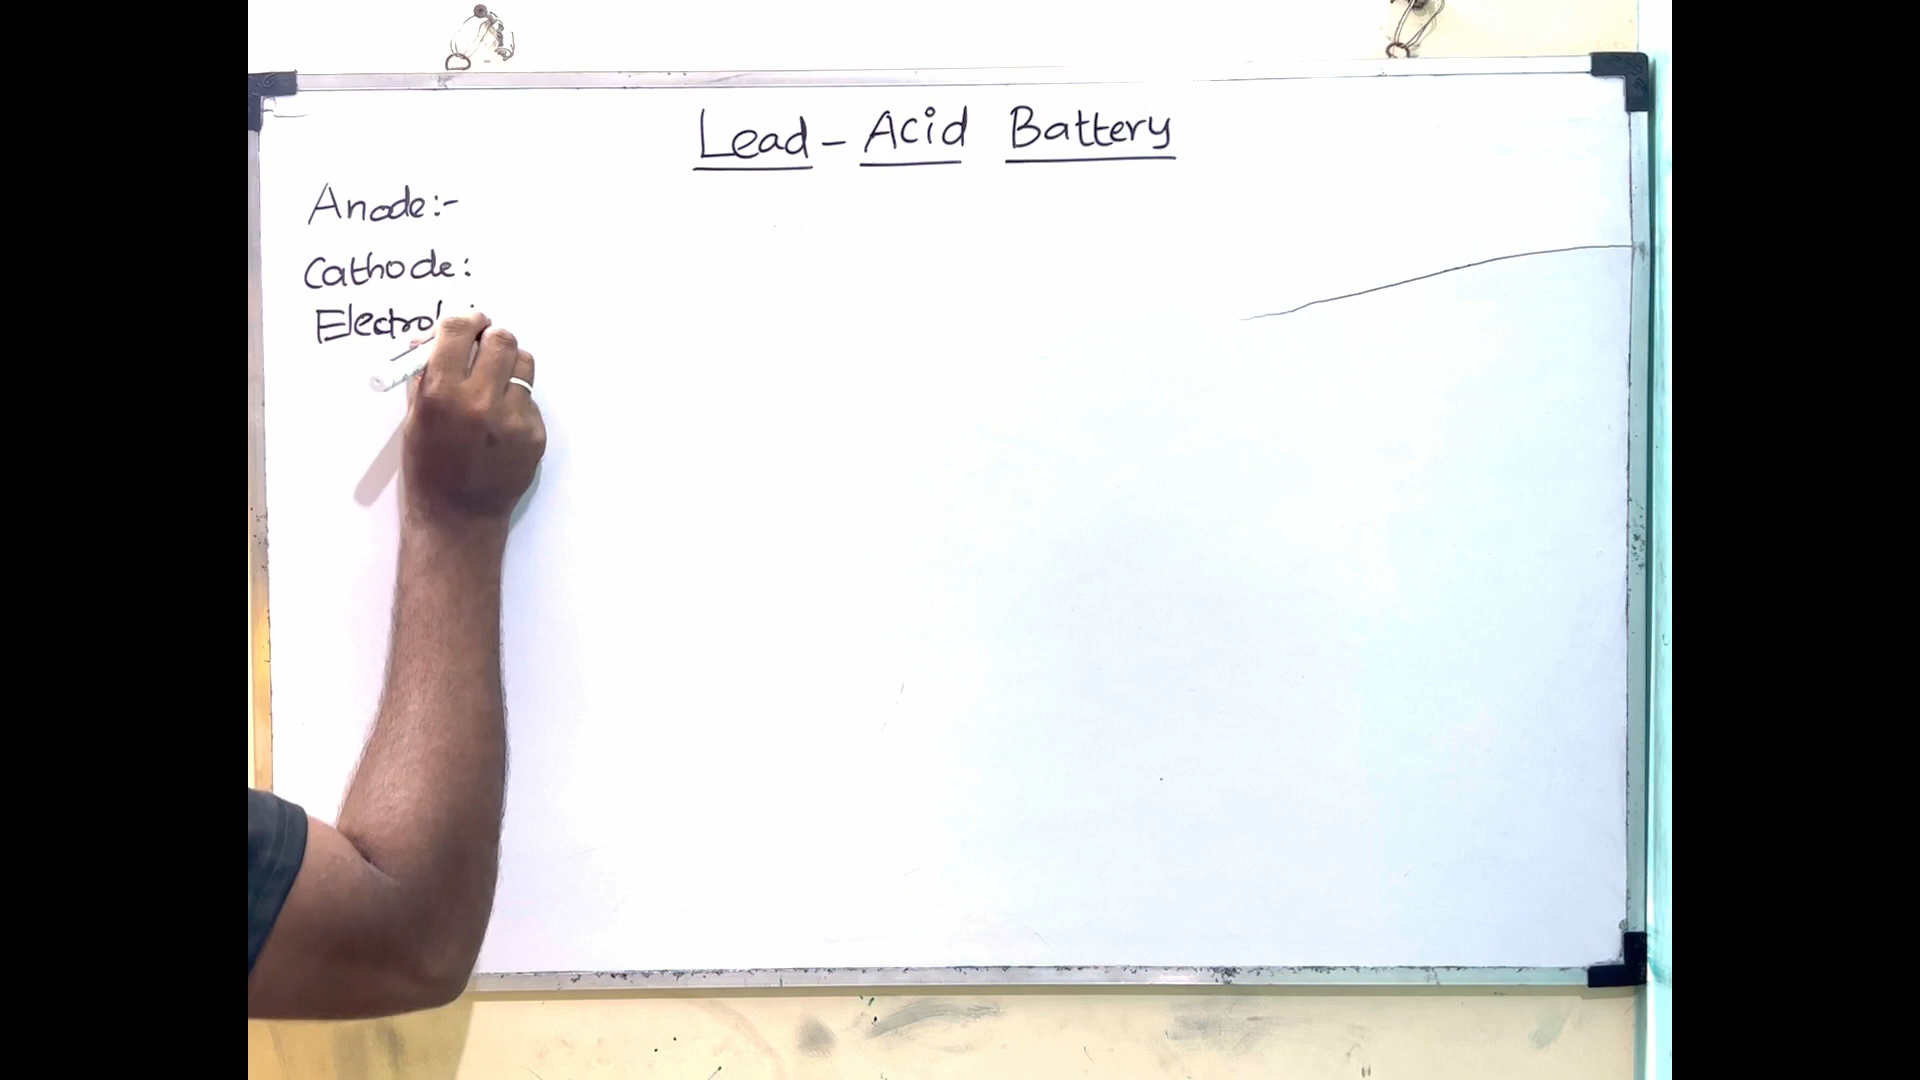 Lead - Acid Battery
Anode:-
Cathode: